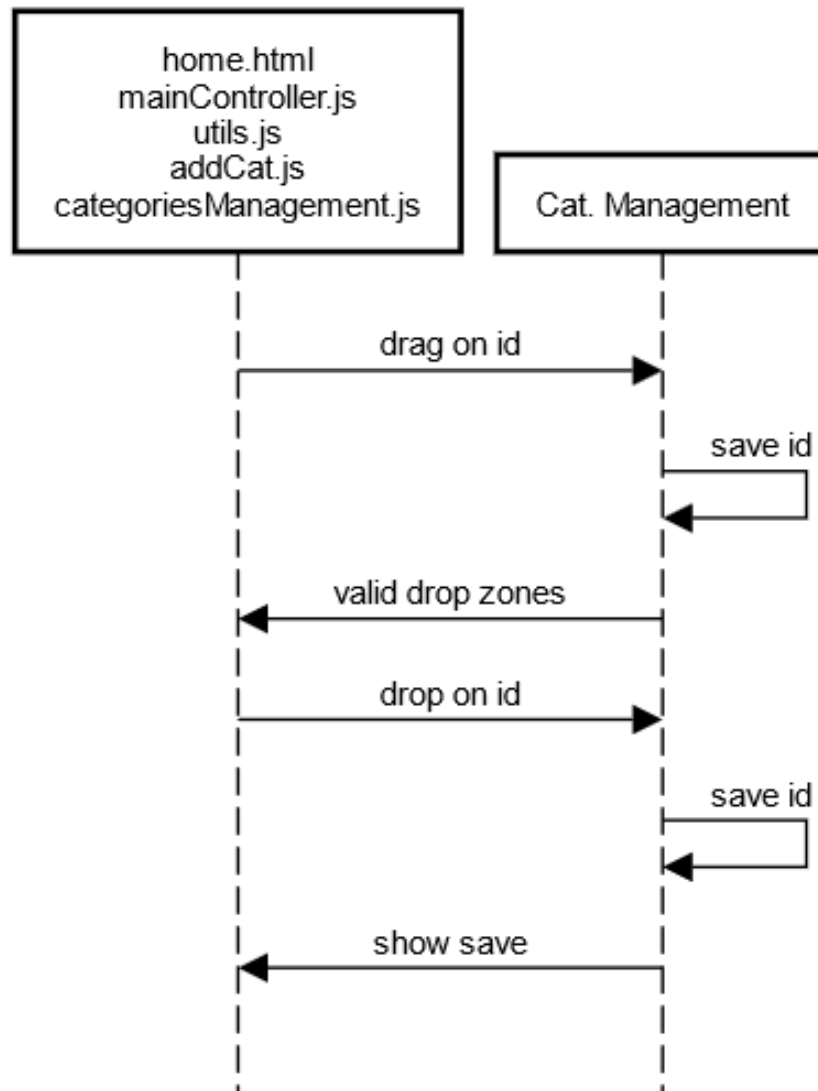 home.html
mainController.js
utils.js
addCat.js
categoriesManagement.js
Cat. Management
drag on id
save id
valid drop zones
drop on id
save id
show save